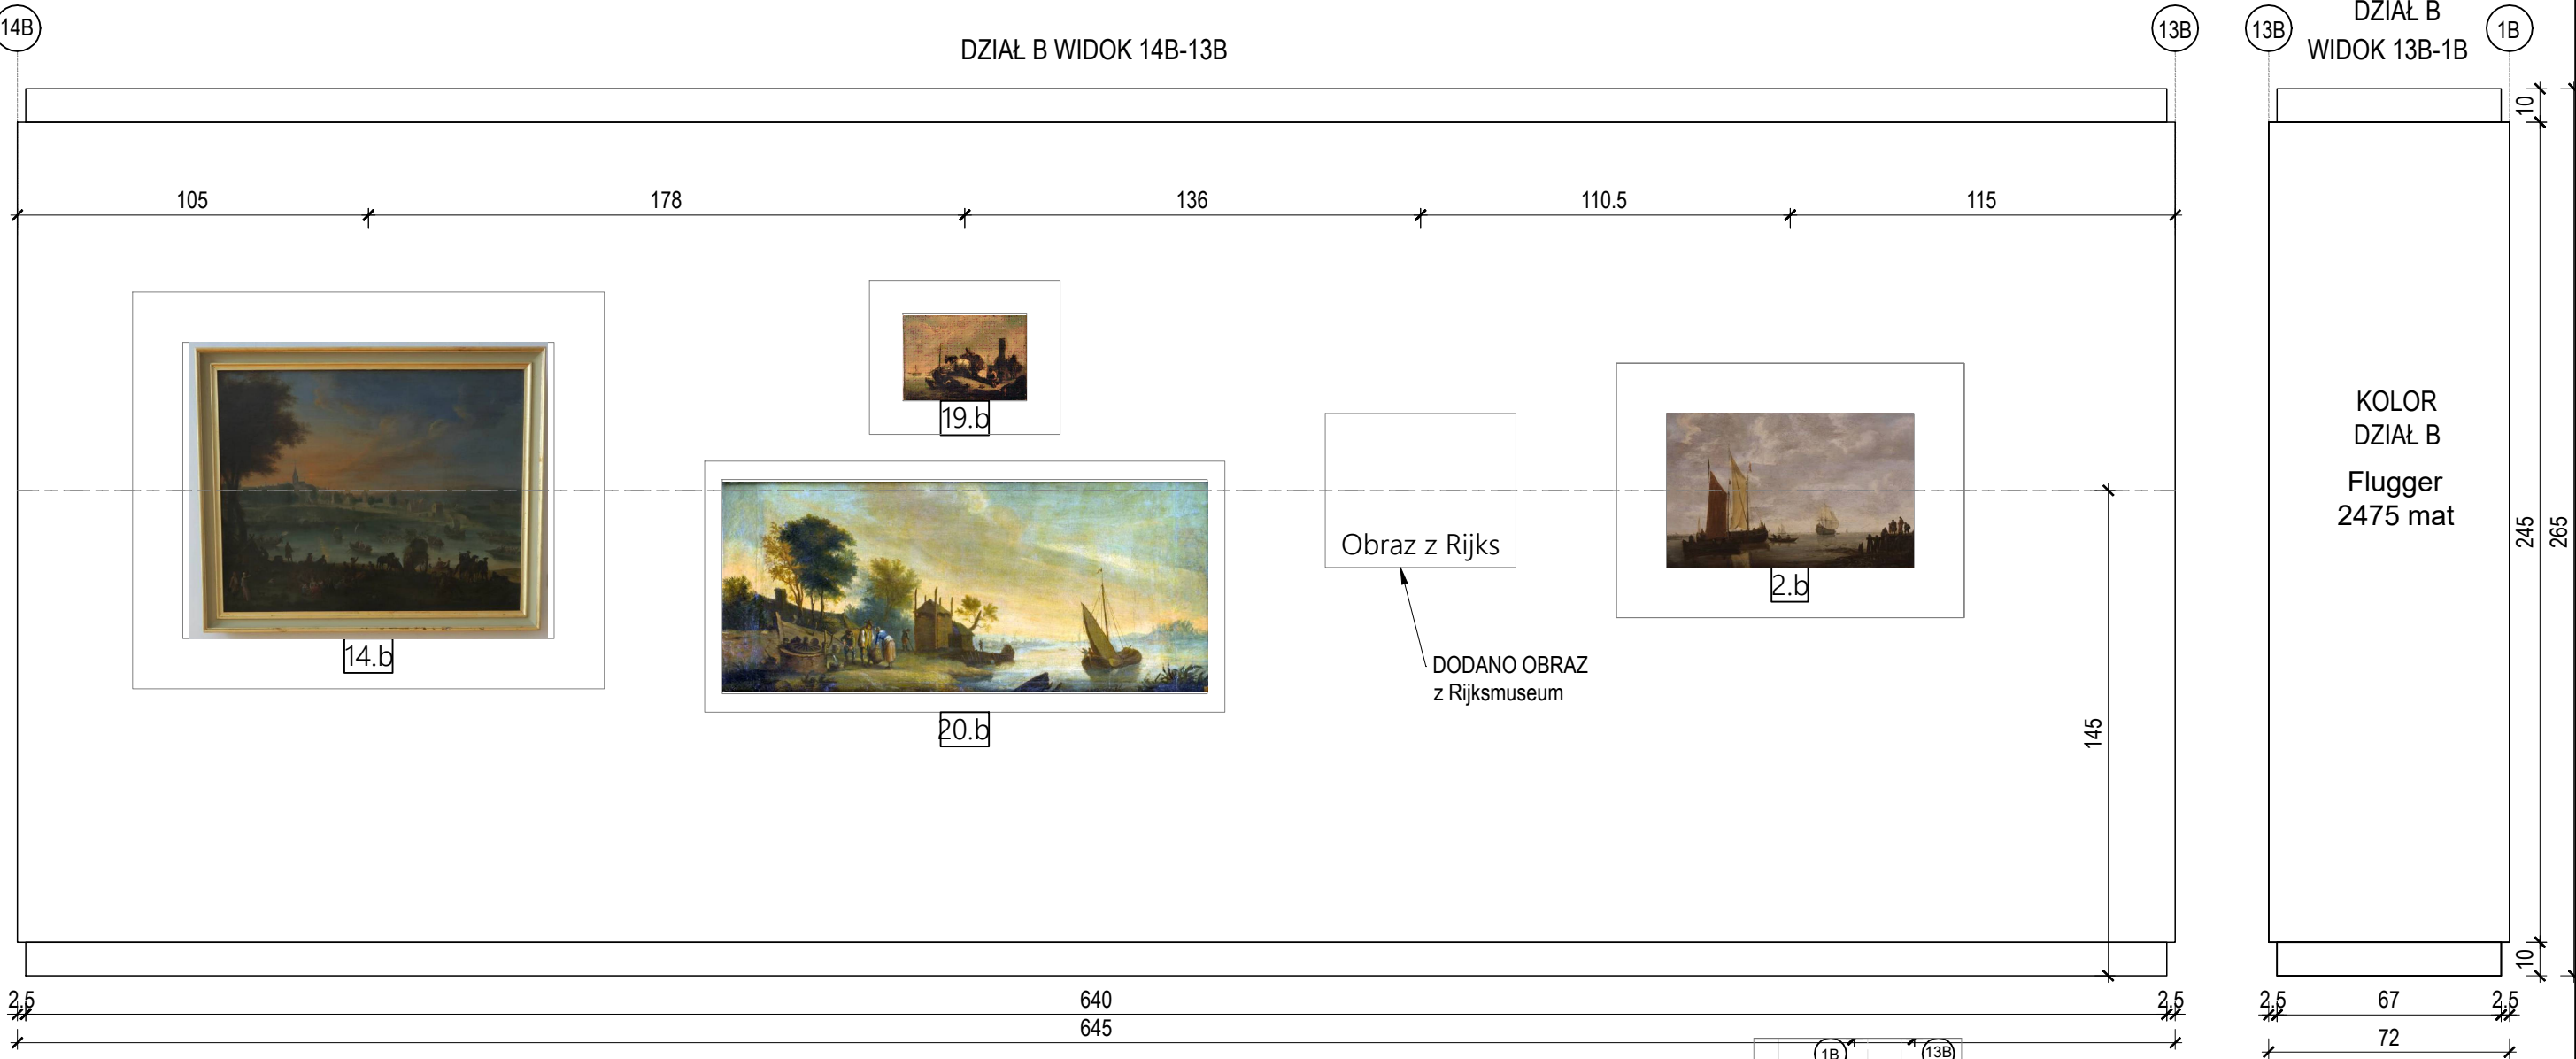 14B
DZIAŁ B WIDOK 14B-13B
13B
13B
DZIAŁ B
WIDOK 13B-1B
1B
10
105
178
136
110.5
115
19.b
14.b
20.b
Obraz z Rijks
DODANO OBRAZ
z Rijksmuseum
2.b
145
KOLOR
DZIAŁ B
Flugger
2475 mat
245
265
10
2.5
640
2.5
645
2.5
67
2.5
72
1B
13B